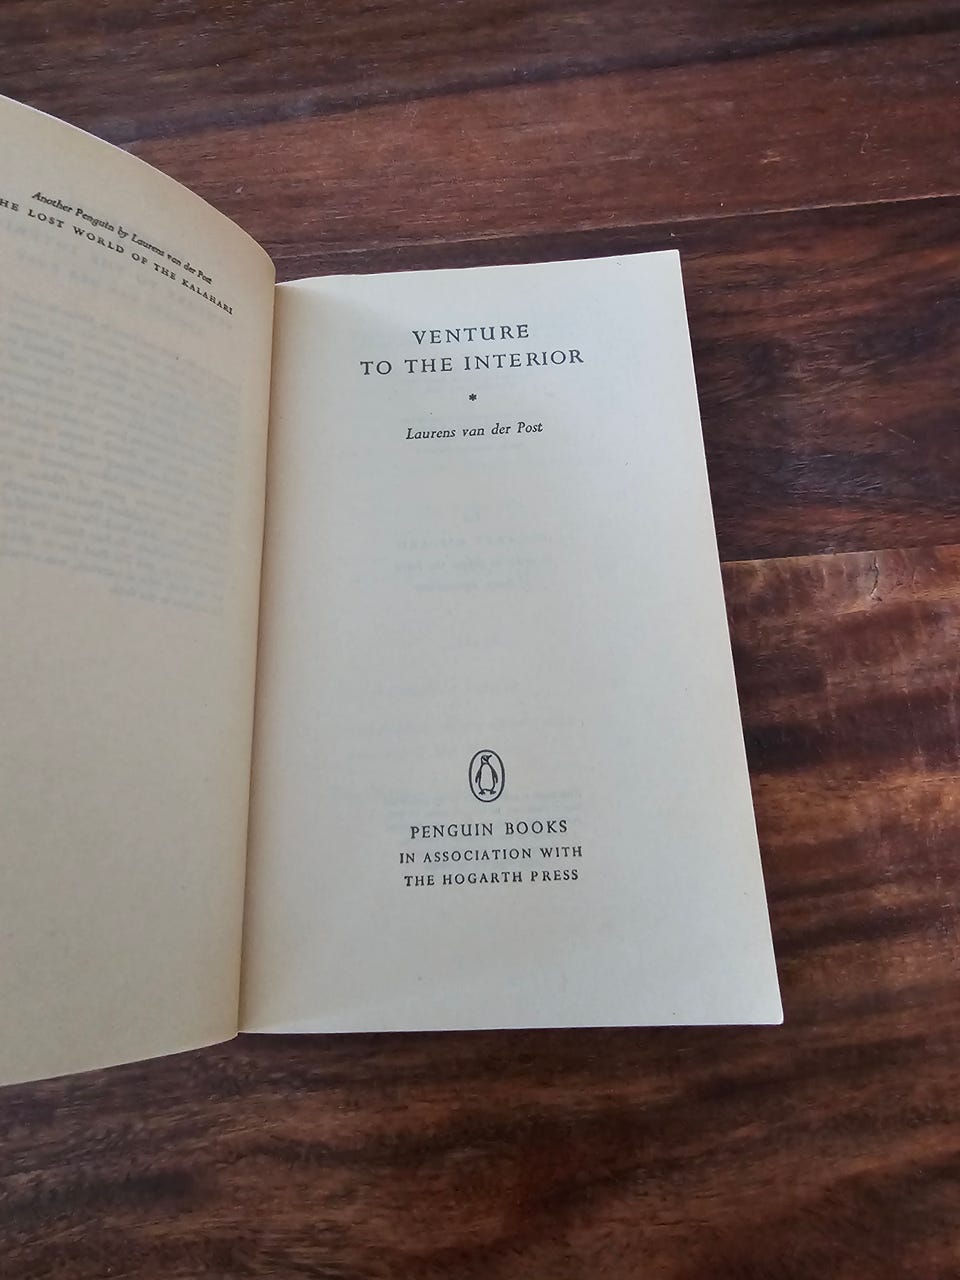 Another Penguin by Laurens van der Post
HE LOST WORLD OF THE KALAHARI
VENTURE
TO THE INTERIOR
*
Laurens van der Post
PENGUIN BOOKS
IN ASSOCIATION WITH
THE HOGARTH PRESS